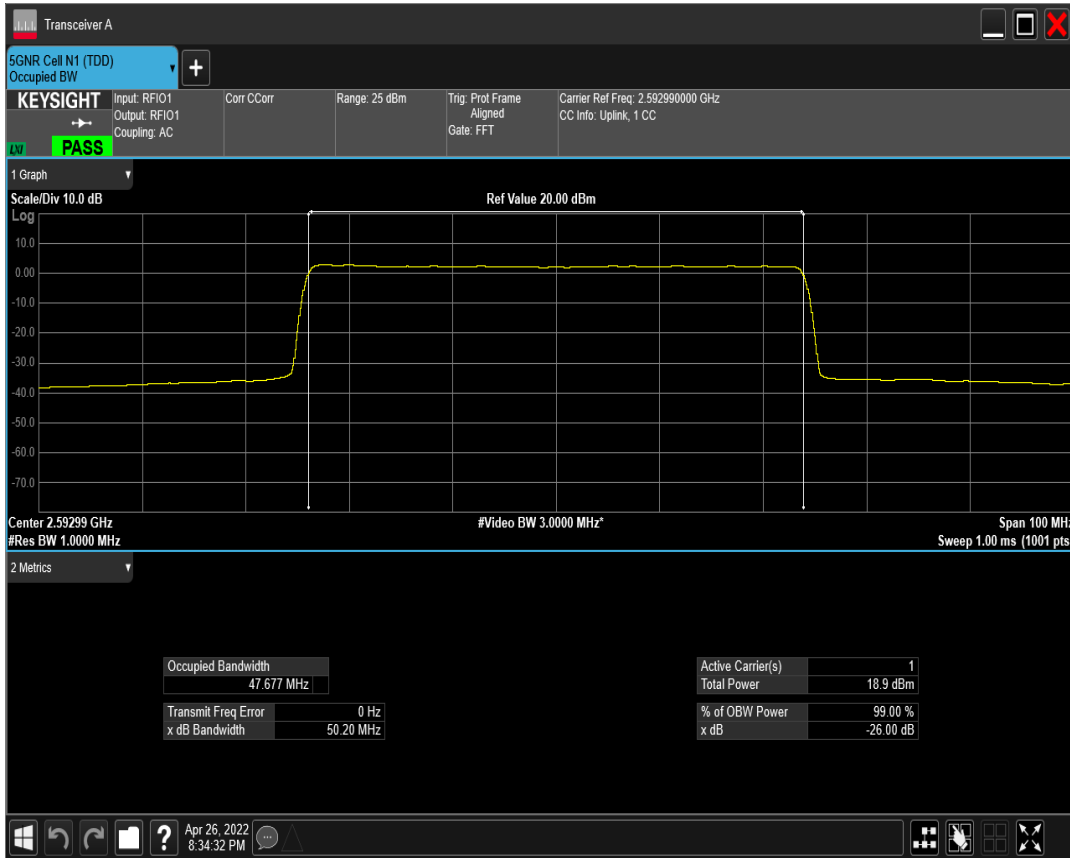 Transceiver A
5GNR Cell N1 (TDD)
Occupied BW
KEYSIGHT
LXI
PASS
Input: RFIO1
Output: RFIO1
Coupling: AC
Corr CCorr
Range: 25 dBm
Trig: Prot Frame
Aligned
Gate: FFT
Carrier Ref Freq: 2.592990000 GHz
CC Info: Uplink, 1 CC
1 Graph
Scale/Div 10.0 dB
Ref Value 20.00 dBm
Log
10.0
0.00
-10.0
-20.0
-30.0
-40.0
-50.0
-60.0
-70.0
Center 2.59299 GHz
#Video BW 3.0000 MHz*
Span 100 MHz
#Res BW 1.0000 MHz
Sweep 1.00 ms (1001 pts
2 Metrics
Occupied Bandwidth
47.677 MHz
Transmit Freq Error 0 Hz
x dB Bandwidth 50.20 MHz
Active Carrier(s) 1
Total Power 18.9 dBm
% of OBW Power 99.00 %
x dB -26.00 dB
?
Apr 26, 2022
8:34:32 PM